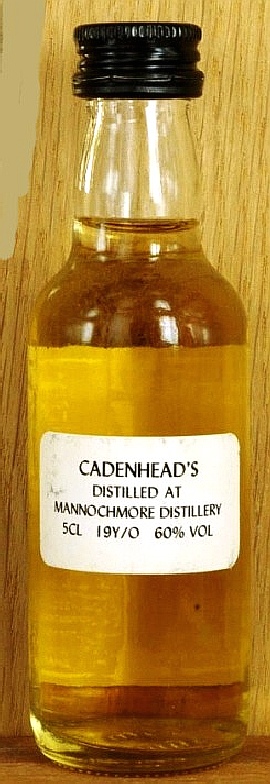 CADENHEAD'S
DISTILLED AT
MANNOCHMORE DISTILLERY
5CL 19Y/O 60% VOL